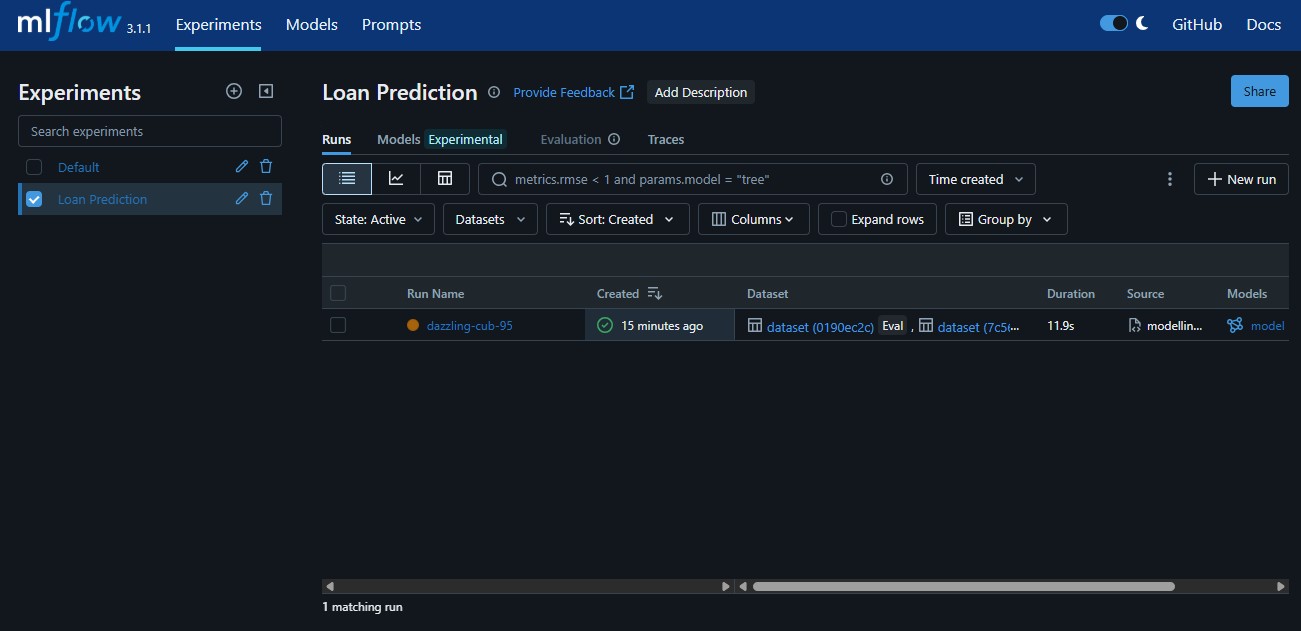 mlflow 3.1.1 Experiments Models Prompts GitHub Docs
Experiments
Search experiments
Default
Loan Prediction
Loan Prediction Provide Feedback Add Description Share
Runs Models Experimental Evaluation Traces
metrics.rmse < 1 and params.model = "tree" Time created New run
State: Active Datasets Sort: Created Columns Expand rows Group by
Run Name Created Dataset Duration Source Models
dazzling-cub-95 15 minutes ago dataset (0190ec2c) Eval , dataset (7c5(... 11.9s modellin... model
1 matching run